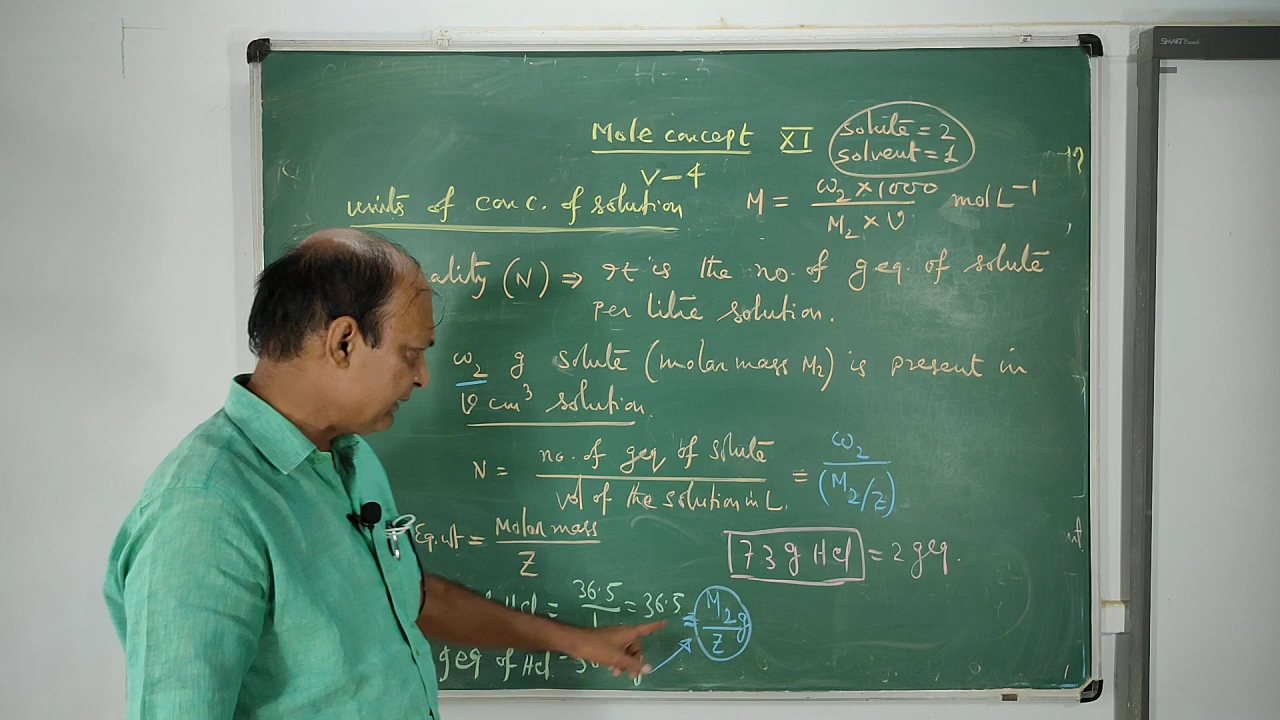 Mole concept XI
solute = 2
solvent = 1
V-4
units of conc. of solution
M = ω₂ × 1000 / M₂ × V mol L⁻¹
ality (N) ⇒ It is the no. of geq. of solute
per litre solution.
ω₂ g solute (molar mass M₂) is present in
V cm³ solution.
N = no. of geq of solute / vol of the solution in L. = ω₂ / (M₂/Z)
Eq. wt = Molar mass / Z
73 g HCl = 2 geq.
HCl = 36.5 / 1 = 36.5
M₂ g / Z
geq of HCl =
SMART Board